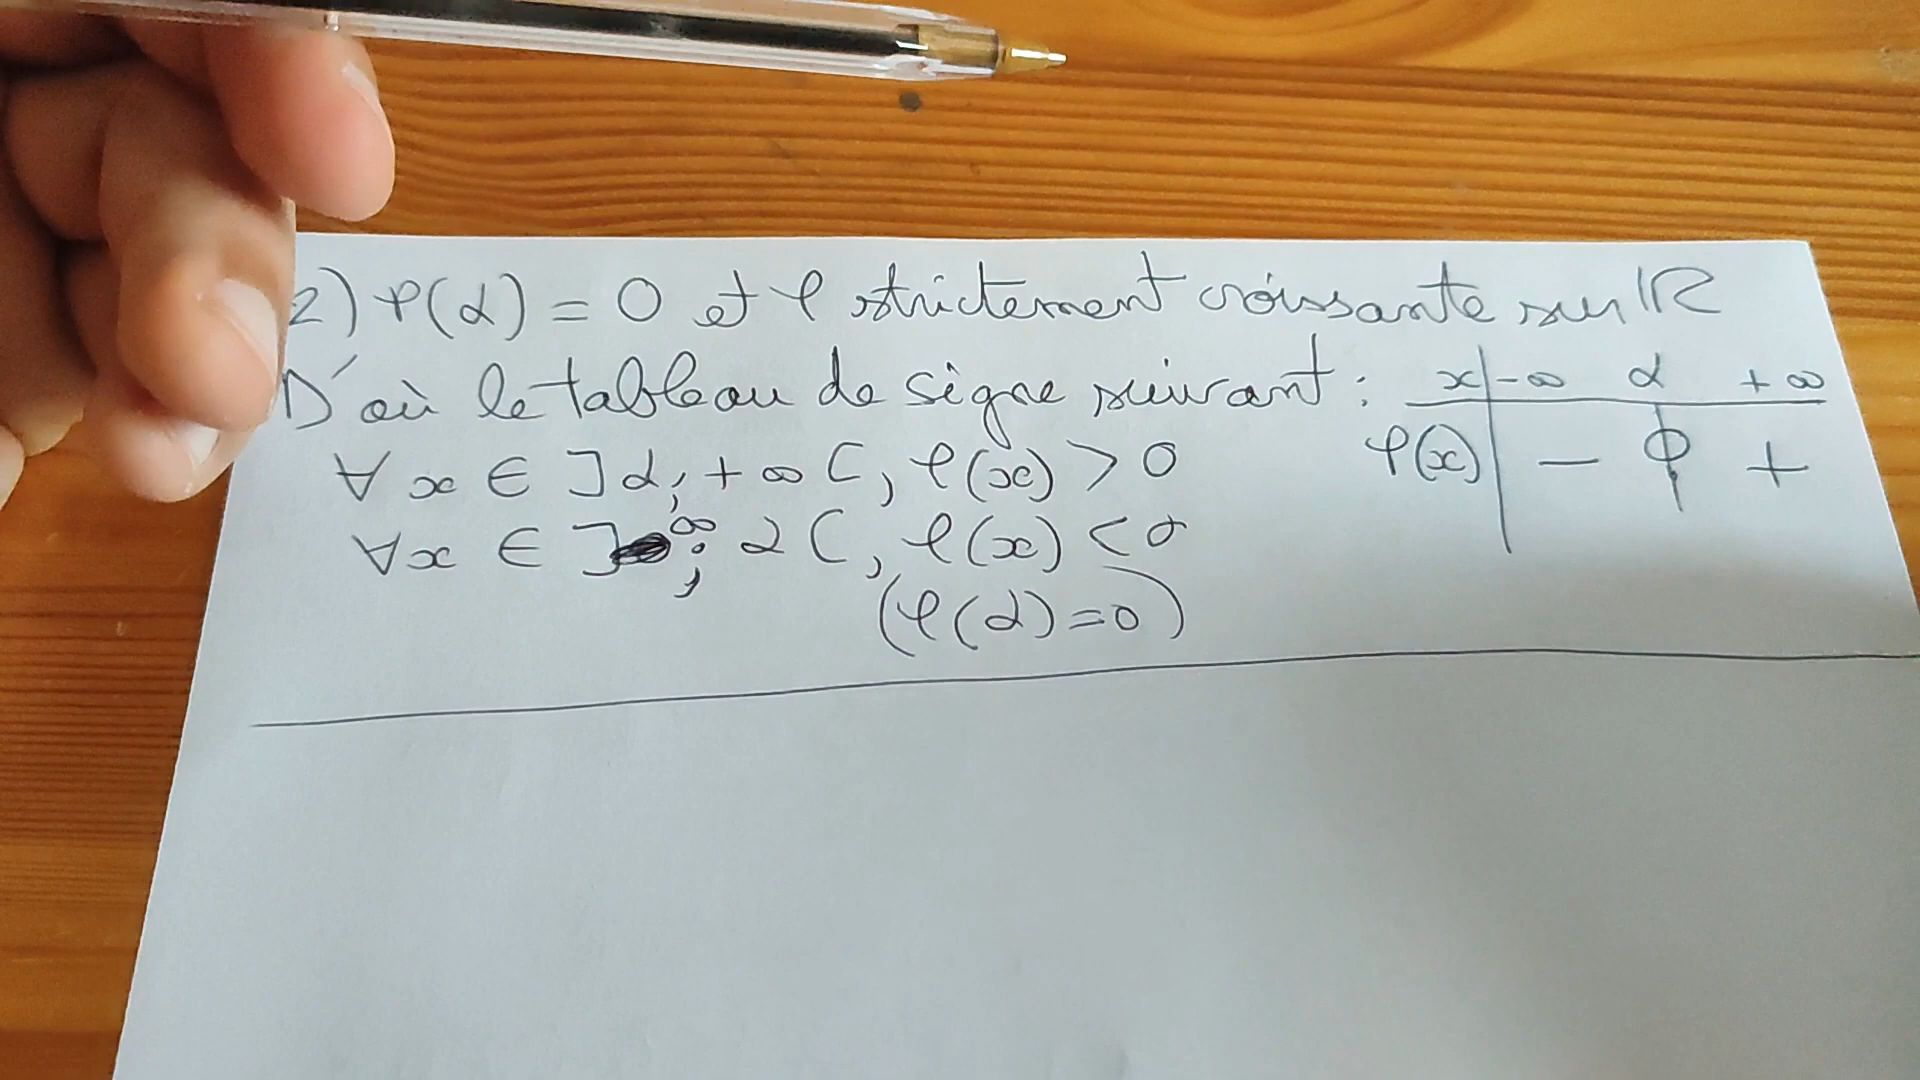 2) φ(α) = 0 et φ strictement croissante sur ℝ
D'où le tableau de signe suivant :
x | -∞ α +∞
φ(x) | - 0 +
∀ x ∈ ]α; +∞[, φ(x) > 0
∀x ∈ ]-∞; α[, φ(x) < 0
(φ(α)=0)